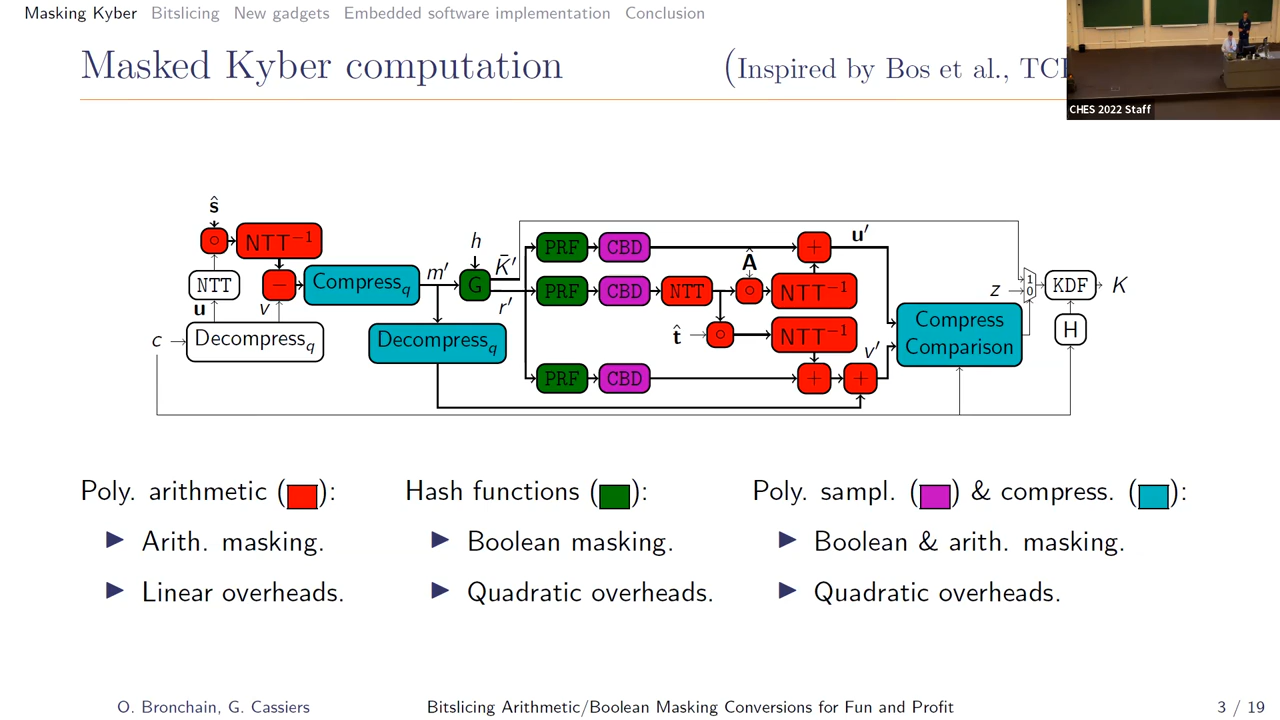 Masking Kyber Bitslicing New gadgets Embedded software implementation Conclusion
Masked Kyber computation (Inspired by Bos et al.,
CHES 2022 Staff
ŝ
∘ NTT⁻¹
NTT − Compress_q m′
u v
c Decompress_q Decompress_q
h
G K̄′
r′
PRF CBD + u′
PRF CBD NTT ∘ Â NTT⁻¹
t̂ ∘ NTT⁻¹ v′
PRF CBD + +
Compress
Comparison
z 1 0 KDF K
H
Poly. arithmetic ( ):
▶ Arith. masking.
▶ Linear overheads.
Hash functions ( ):
▶ Boolean masking.
▶ Quadratic overheads.
Poly. sampl. ( ) & compress. ( ):
▶ Boolean & arith. masking.
▶ Quadratic overheads.
O. Bronchain, G. Cassiers Bitslicing Arithmetic/Boolean Masking Conversions for Fun and Profit 3 / 19